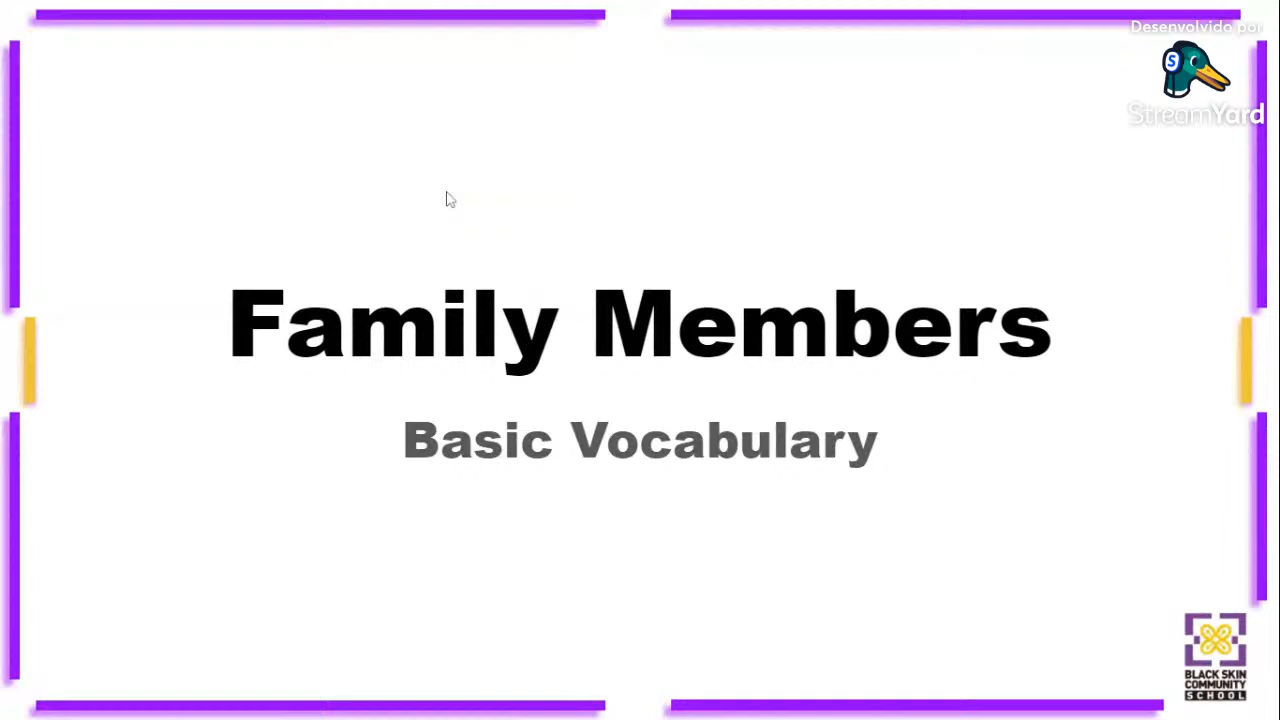 Desenvolvido por
S
StreamYard
Family Members
Basic Vocabulary
BLACK SKIN
COMMUNITY
SCHOOL